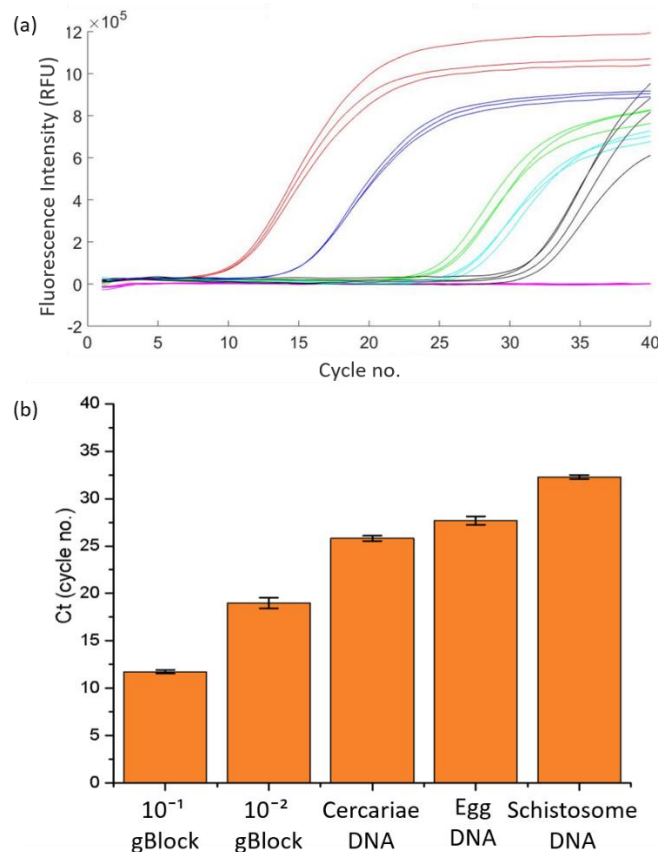 (a)
× 10⁵
Fluorescence Intensity (RFU)
12
10
8
6
4
2
0
-2
0 5 10 15 20 25 30 35 40
Cycle no.
(b)
Ct (cycle no.)
40
35
30
25
20
15
10
5
0
10⁻¹ gBlock
10⁻² gBlock
Cercariae DNA
Egg DNA
Schistosome DNA